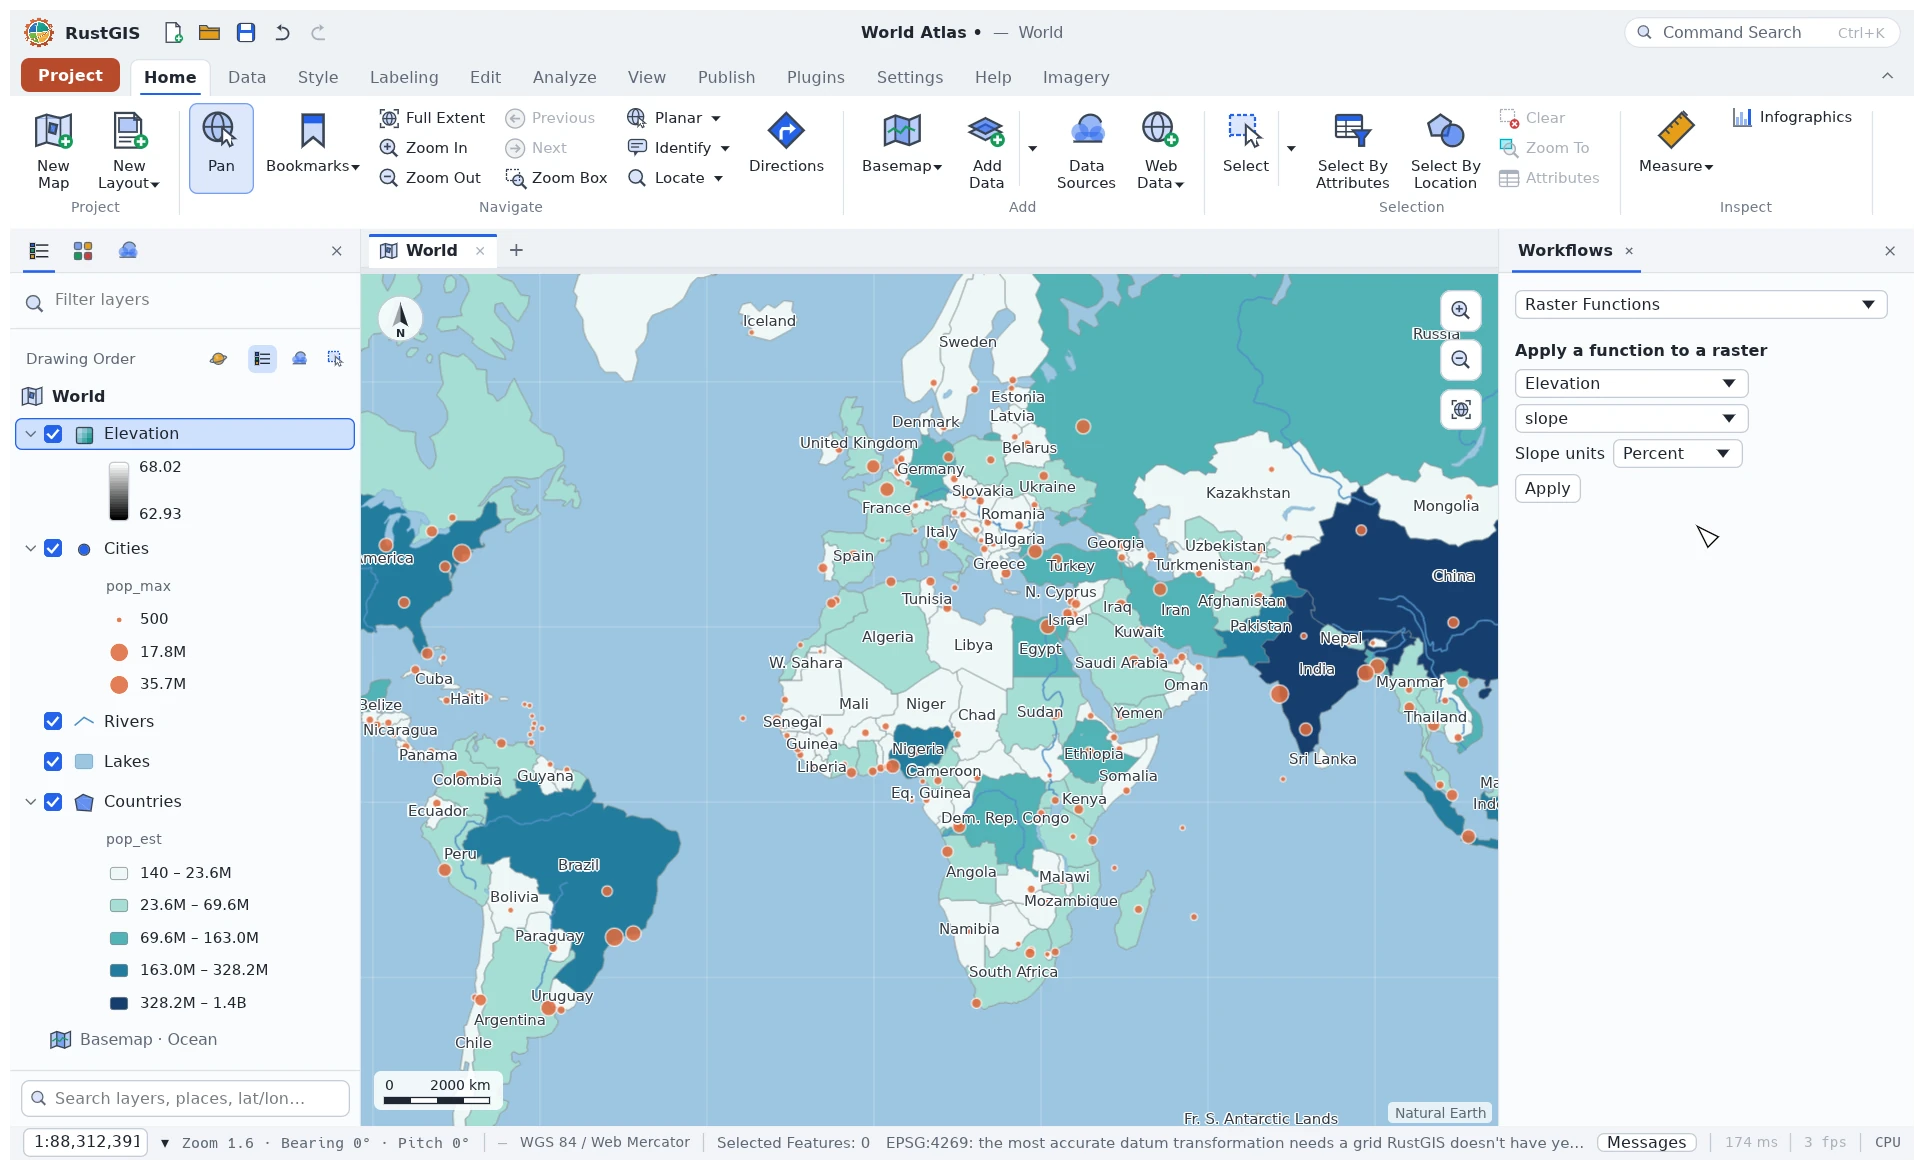 RustGIS
World Atlas • — World
Command Search Ctrl+K
Project Home Data Style Labeling Edit Analyze View Publish Plugins Settings Help Imagery
New Map
New Layout
Project
Pan
Bookmarks
Full Extent
Zoom In
Zoom Out
Previous
Next
Zoom Box
Planar
Identify
Locate
Directions
Navigate
Basemap
Add Data
Data Sources
Web Data
Add
Select
Select By Attributes
Select By Location
Clear
Zoom To
Attributes
Selection
Measure
Infographics
Inspect
Filter layers
Drawing Order
World
Elevation
68.02
62.93
Cities
pop_max
500
17.8M
35.7M
Rivers
Lakes
Countries
pop_est
140 – 23.6M
23.6M – 69.6M
69.6M – 163.0M
163.0M – 328.2M
328.2M – 1.4B
Basemap · Ocean
Search layers, places, lat/lon...
World
N
Iceland
Sweden
Russia
Estonia
Latvia
Denmark
United Kingdom
Belarus
Germany
Slovakia
Ukraine
Kazakhstan
Mongolia
France
Romania
Italy
Bulgaria
Georgia
Uzbekistan
America
Spain
Greece
Turkey
Turkmenistan
China
Tunisia
N. Cyprus
Iraq
Iran
Afghanistan
Israel
Pakistan
Algeria
Libya
Egypt
Kuwait
Nepal
W. Sahara
Saudi Arabia
India
Cuba
Oman
Myanmar
Haiti
Belize
Mali
Niger
Chad
Sudan
Yemen
Thailand
Nicaragua
Senegal
Guinea
Nigeria
Ethiopia
Panama
Liberia
Cameroon
Somalia
Sri Lanka
Colombia
Guyana
Eq. Guinea
Kenya
Ma
Ind
Ecuador
Dem. Rep. Congo
Peru
Brazil
Angola
Malawi
Bolivia
Mozambique
Paraguay
Namibia
South Africa
Uruguay
Argentina
Chile
0 2000 km
Fr. S. Antarctic Lands
Natural Earth
Workflows
Raster Functions
Apply a function to a raster
Elevation
slope
Slope units Percent
Apply
1:88,312,391 Zoom 1.6 · Bearing 0° · Pitch 0° — WGS 84 / Web Mercator Selected Features: 0 EPSG:4269: the most accurate datum transformation needs a grid RustGIS doesn't have ye... Messages 174 ms 3 fps CPU